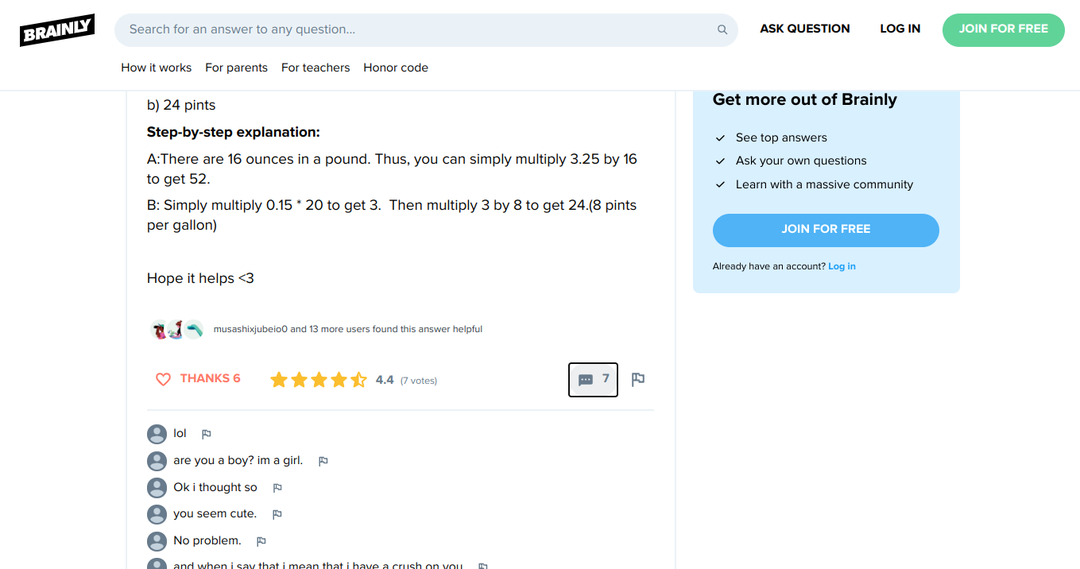 BRAINLY
Search for an answer to any question...
ASK QUESTION
LOG IN
JOIN FOR FREE
How it works
For parents
For teachers
Honor code
b) 24 pints
Step-by-step explanation:
A:There are 16 ounces in a pound. Thus, you can simply multiply 3.25 by 16
to get 52.
B: Simply multiply 0.15 * 20 to get 3.  Then multiply 3 by 8 to get 24.(8 pints
per gallon)
Hope it helps <3
musashixjubeio0 and 13 more users found this answer helpful
THANKS 6
4.4 (7 votes)
7
lol
are you a boy? im a girl.
Ok i thought so
you seem cute.
No problem.
and when i say that i mean that i have a crush on you
Get more out of Brainly
See top answers
Ask your own questions
Learn with a massive community
JOIN FOR FREE
Already have an account? Log in